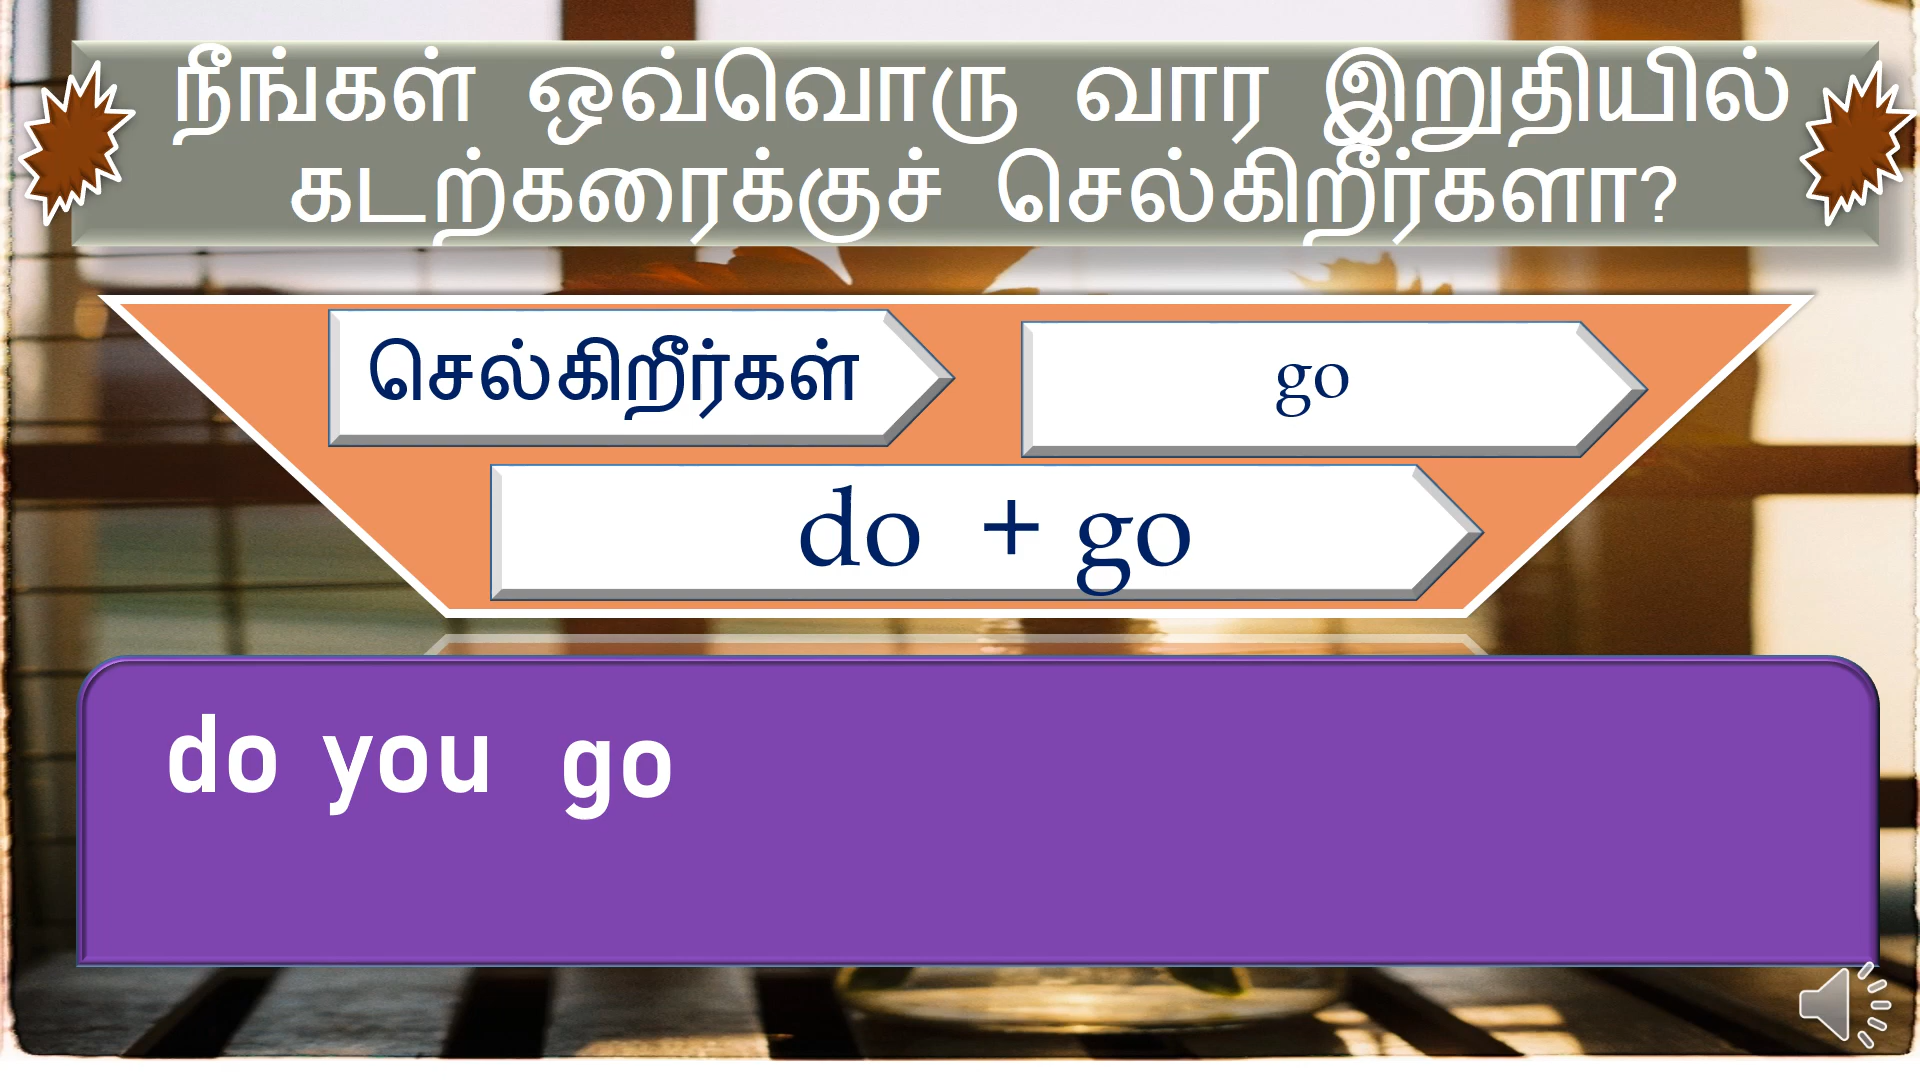 நீங்கள் ஒவ்வொரு வார இறுதியில்
கடற்கரைக்குச் செல்கிறீர்களா?
செல்கிறீர்கள்
go
do + go
do you go